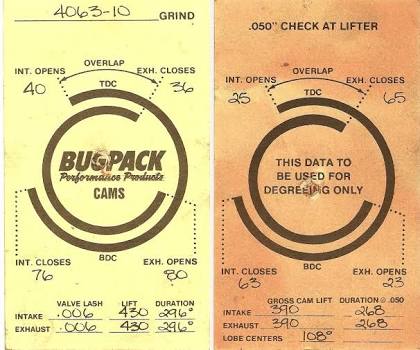 4063-10 GRIND
OVERLAP
INT. OPENS EXH. CLOSES
40 36
TDC
BUGPACK
Performance Products
CAMS
BDC
INT. CLOSES EXH. OPENS
76 80
VALVE LASH LIFT DURATION
INTAKE .006 430 296°
EXHAUST .006 430 296°
.050" CHECK AT LIFTER
OVERLAP
INT. OPENS EXH. CLOSES
25 65
TDC
THIS DATA TO
BE USED FOR
DEGREEING ONLY
BDC
INT. CLOSES EXH. OPENS
63 23
GROSS CAM LIFT DURATION @ .050
INTAKE 390 268
EXHAUST 390 268
LOBE CENTERS 108°